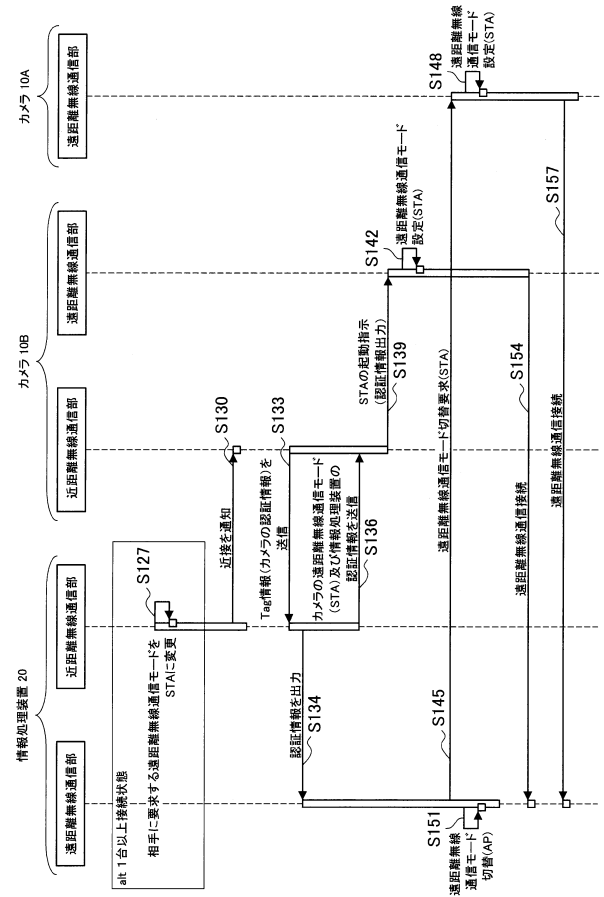 情報処理装置 20
カメラ 10B
カメラ 10A
遠距離無線通信部
近距離無線通信部
近距離無線通信部
遠距離無線通信部
遠距離無線通信部
alt 1台以上接続状態
S127
相手に要求する遠距離無線通信モードを
STAに変更
近接を通知
S130
Tag情報(カメラの認証情報)を
送信
S133
認証情報を出力
S134
カメラの遠距離無線通信モード
(STA)及び情報処理装置の
認証情報を送信
S136
STAの起動指示
(認証情報出力)
S139
S142
遠距離無線通信モード
設定(STA)
S145
遠距離無線通信モード切替要求(STA)
S148
遠距離無線
通信モード
設定(STA)
S151
遠距離無線
通信モード
切替(AP)
遠距離無線通信接続
S154
遠距離無線通信接続
S157